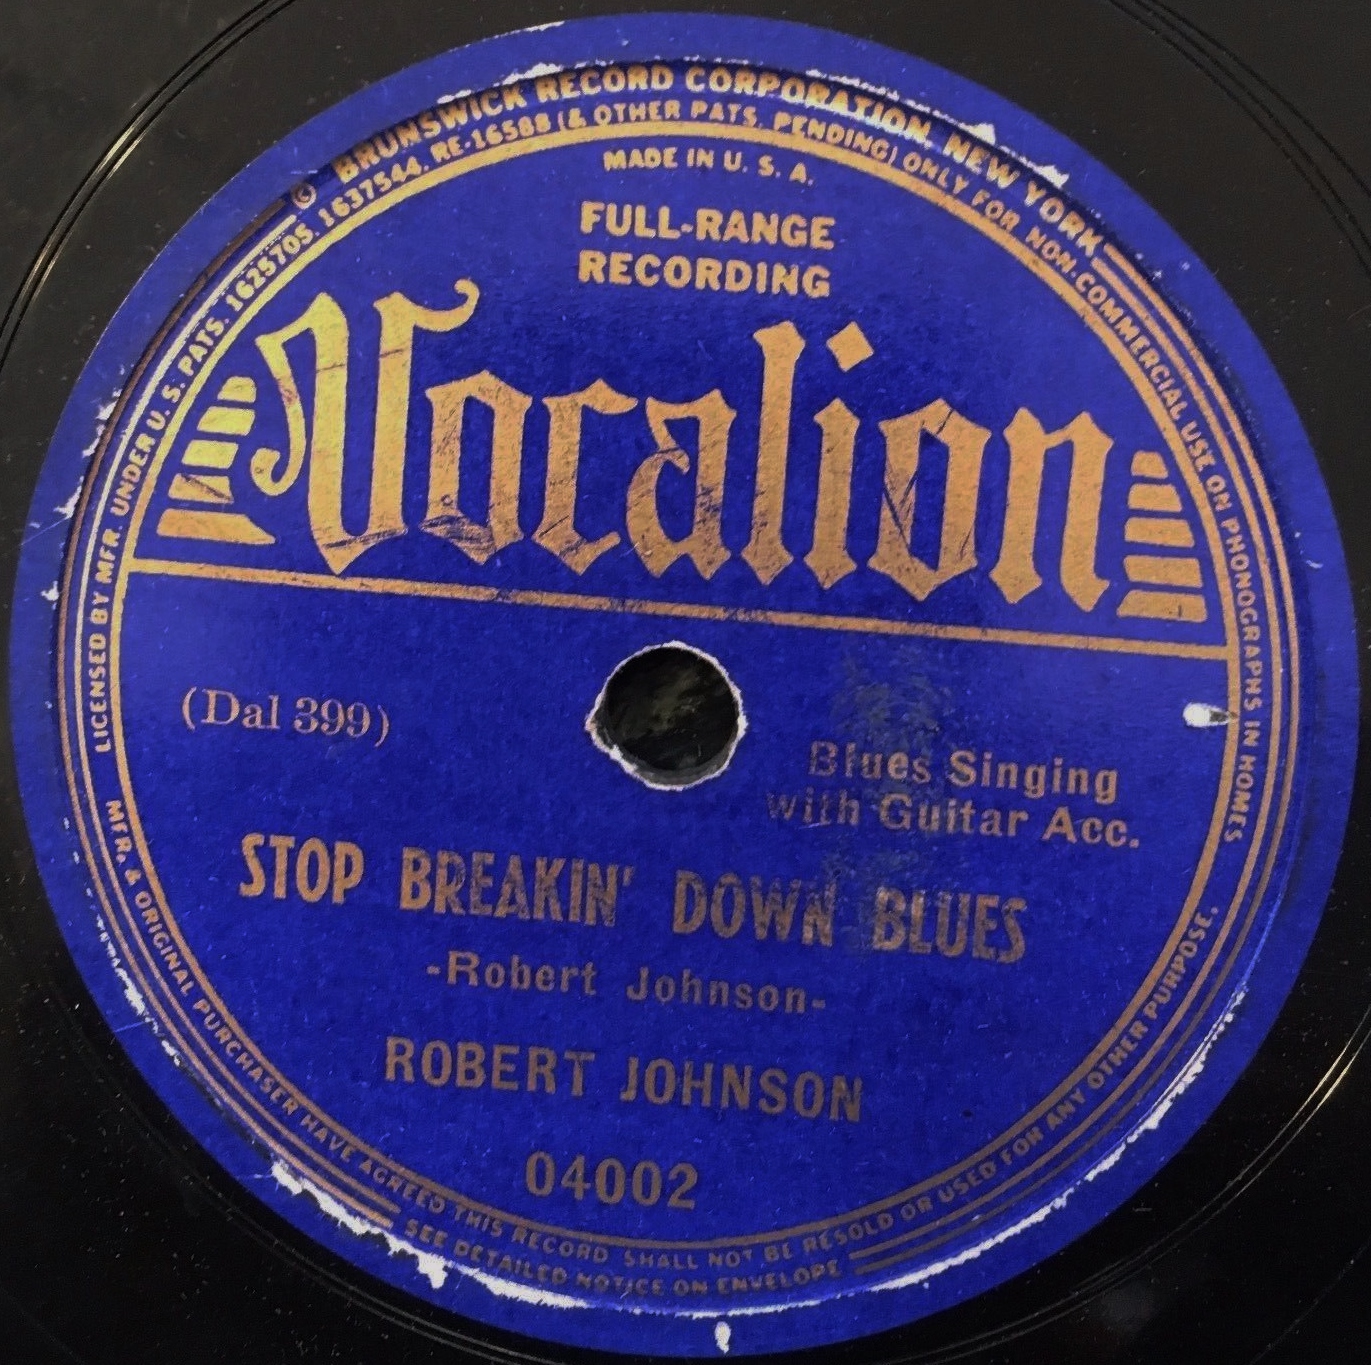 © BRUNSWICK RECORD CORPORATION, NEW YORK
LICENSED BY MFR. UNDER U. S. PATS. 1625705. 1637544. RE-16588 (& OTHER PATS. PENDING) ONLY FOR NON-COMMERCIAL USE ON PHONOGRAPHS IN HOMES
MADE IN U. S. A.
FULL-RANGE
RECORDING
Vocalion
(Dal 399)
Blues Singing
with Guitar Acc.
STOP BREAKIN' DOWN BLUES
-Robert Johnson-
ROBERT JOHNSON
04002
MFR. & ORIGINAL PURCHASER HAVE AGREED THIS RECORD SHALL NOT BE RESOLD OR USED FOR ANY OTHER PURPOSE.
SEE DETAILED NOTICE ON ENVELOPE